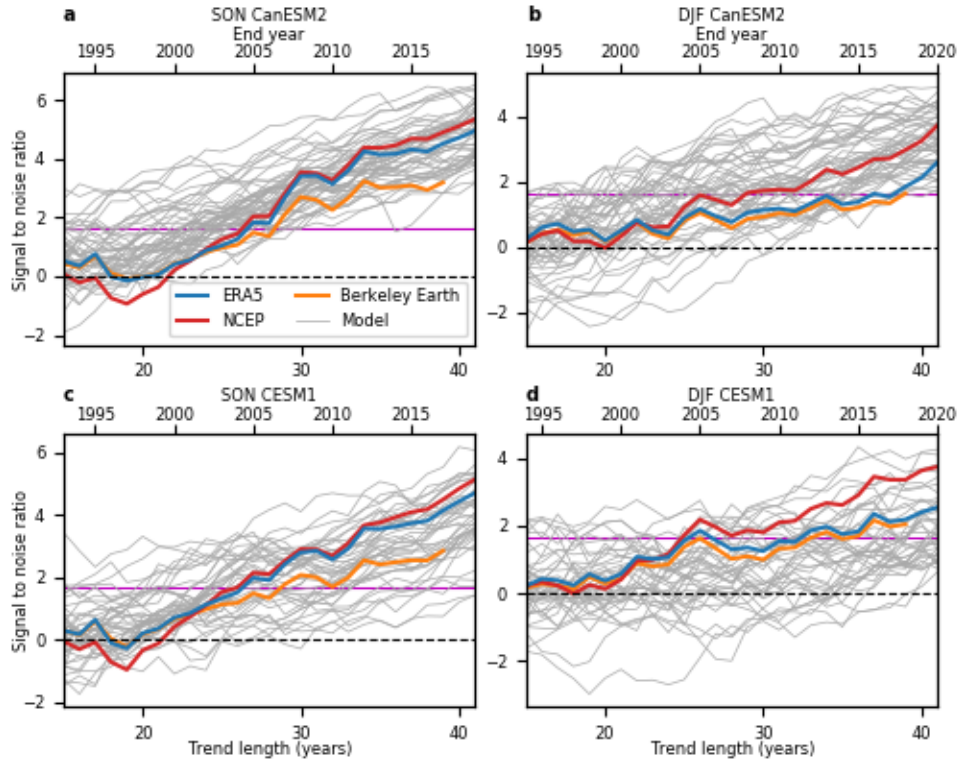 a
SON CanESM2
End year
1995 2000 2005 2010 2015
Signal to noise ratio
6
4
2
0
−2
ERA5
NCEP
Berkeley Earth
Model
20 30 40
b
DJF CanESM2
End year
1995 2000 2005 2010 2015 2020
4
2
0
−2
20 30 40
c
SON CESM1
1995 2000 2005 2010 2015
Signal to noise ratio
6
4
2
0
−2
20 30 40
Trend length (years)
d
DJF CESM1
1995 2000 2005 2010 2015 2020
4
2
0
−2
20 30 40
Trend length (years)